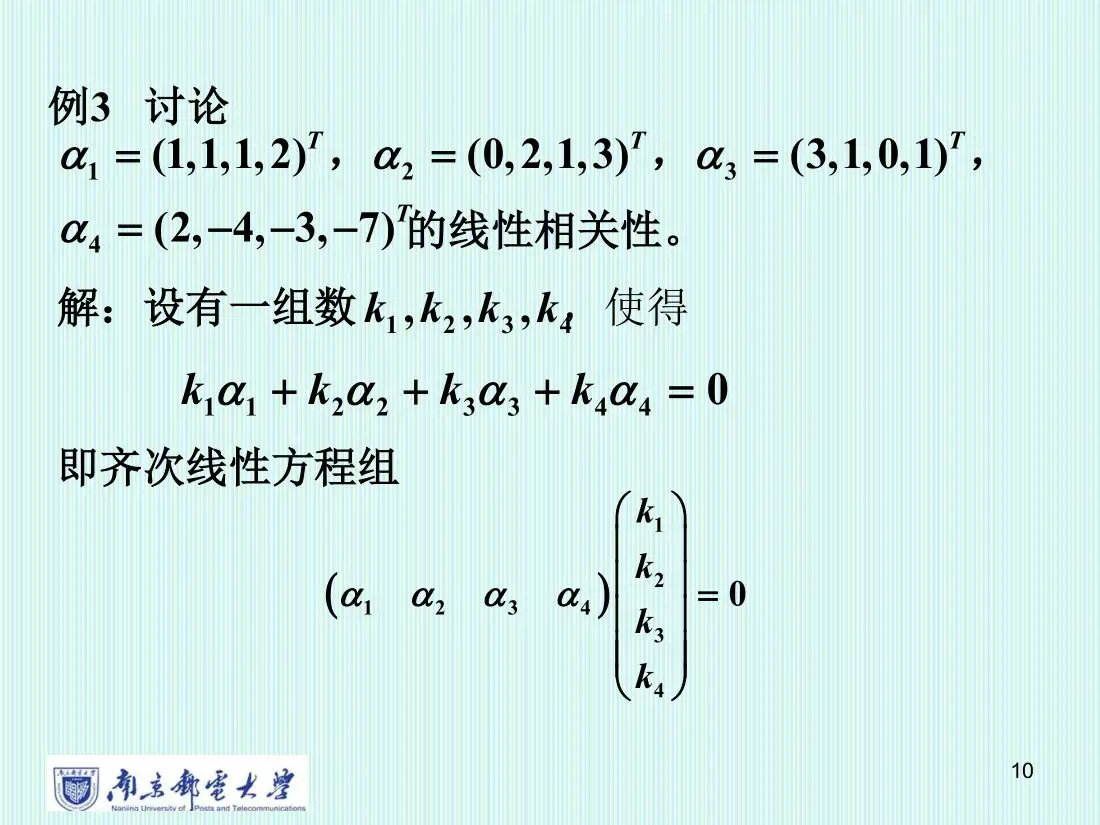 例3 讨论
α₁ = (1,1,1,2)ᵀ，α₂ = (0,2,1,3)ᵀ，α₃ = (3,1,0,1)ᵀ，
α₄ = (2,−4,−3,−7)ᵀ的线性相关性。
解：设有一组数 k₁,k₂,k₃,k₄， 使得
k₁α₁ + k₂α₂ + k₃α₃ + k₄α₄ = 0
即齐次线性方程组
(α₁ α₂ α₃ α₄) (k₁ k₂ k₃ k₄) = 0
南京郵電大学
Nanjing University of Posts and Telecommunications
10